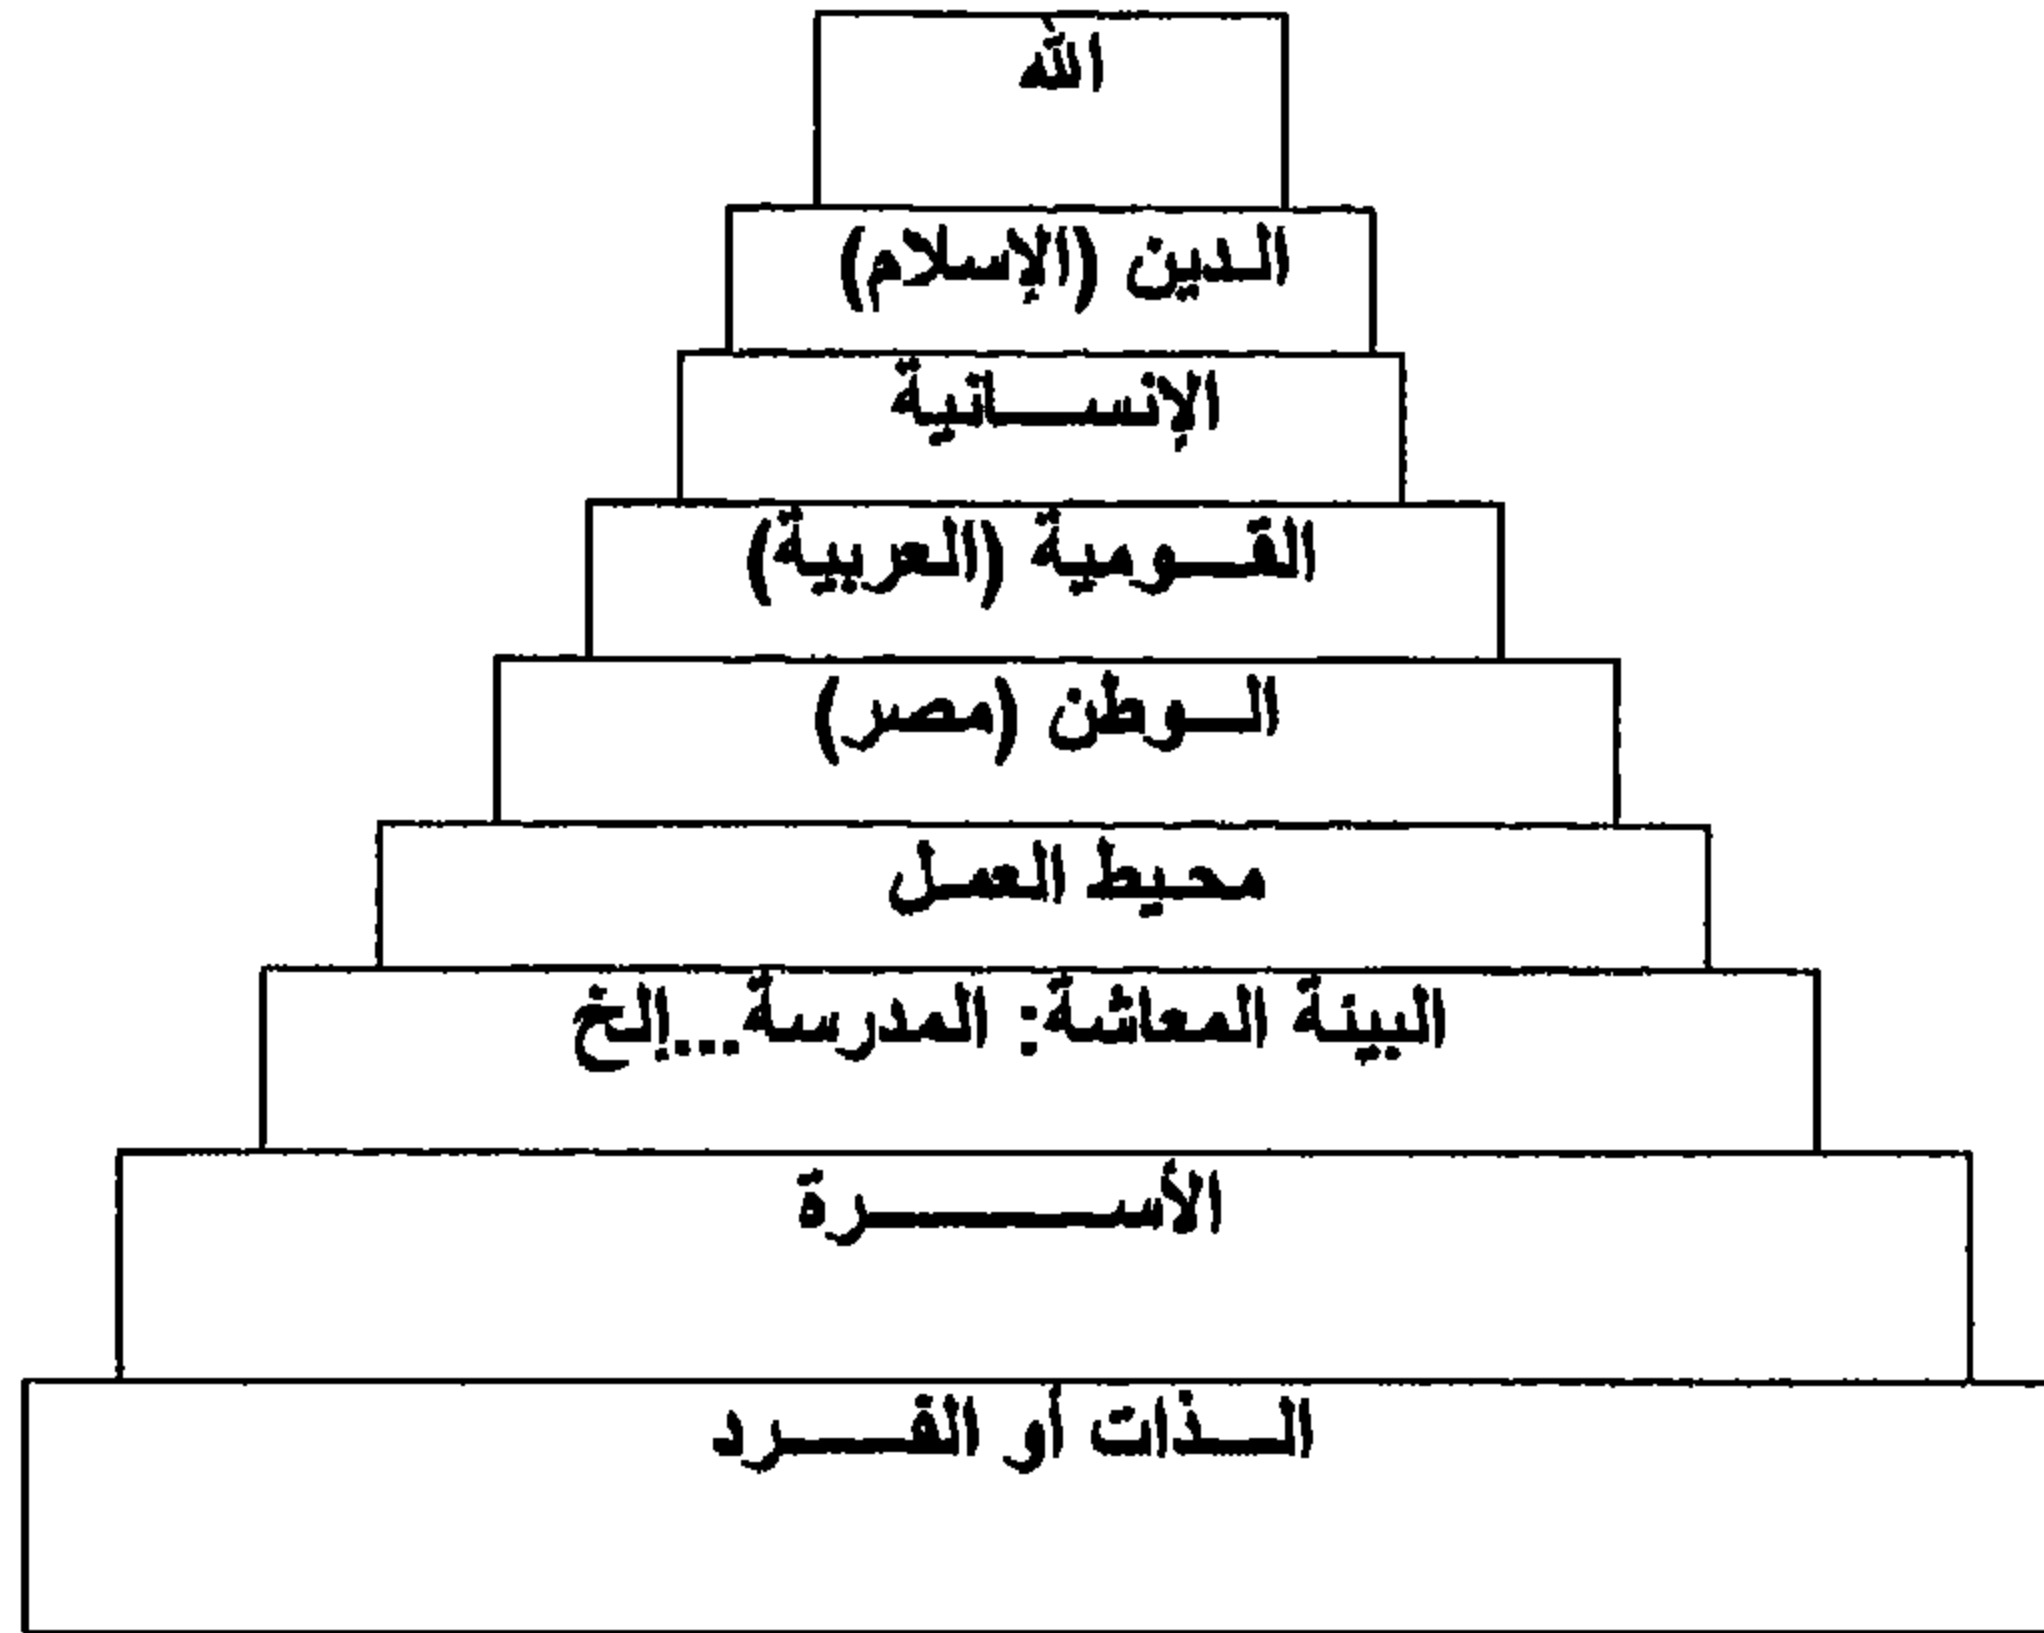 الله
الدين (الإسلام)
الإنسانية
القومية (العربية)
الوطن (مصر)
محيط العمل
البيئة المعاشة: المدرسة...إلخ
الأسرة
الذات أو الفرد